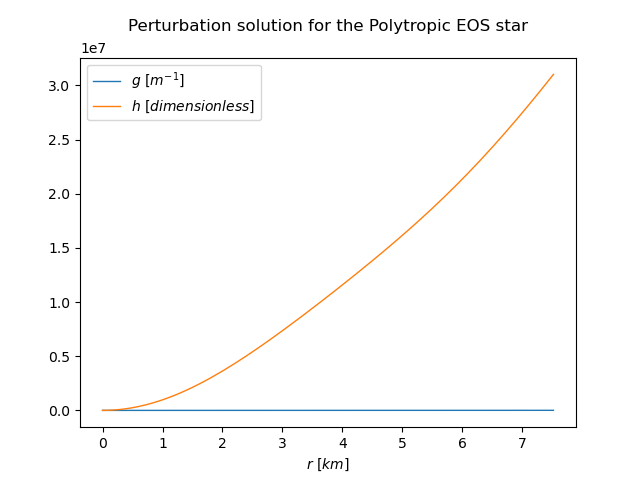 Perturbation solution for the Polytropic EOS star
1e7
g [m⁻¹]
h [dimensionless]
3.0
2.5
2.0
1.5
1.0
0.5
0.0
0 1 2 3 4 5 6 7
r [km]